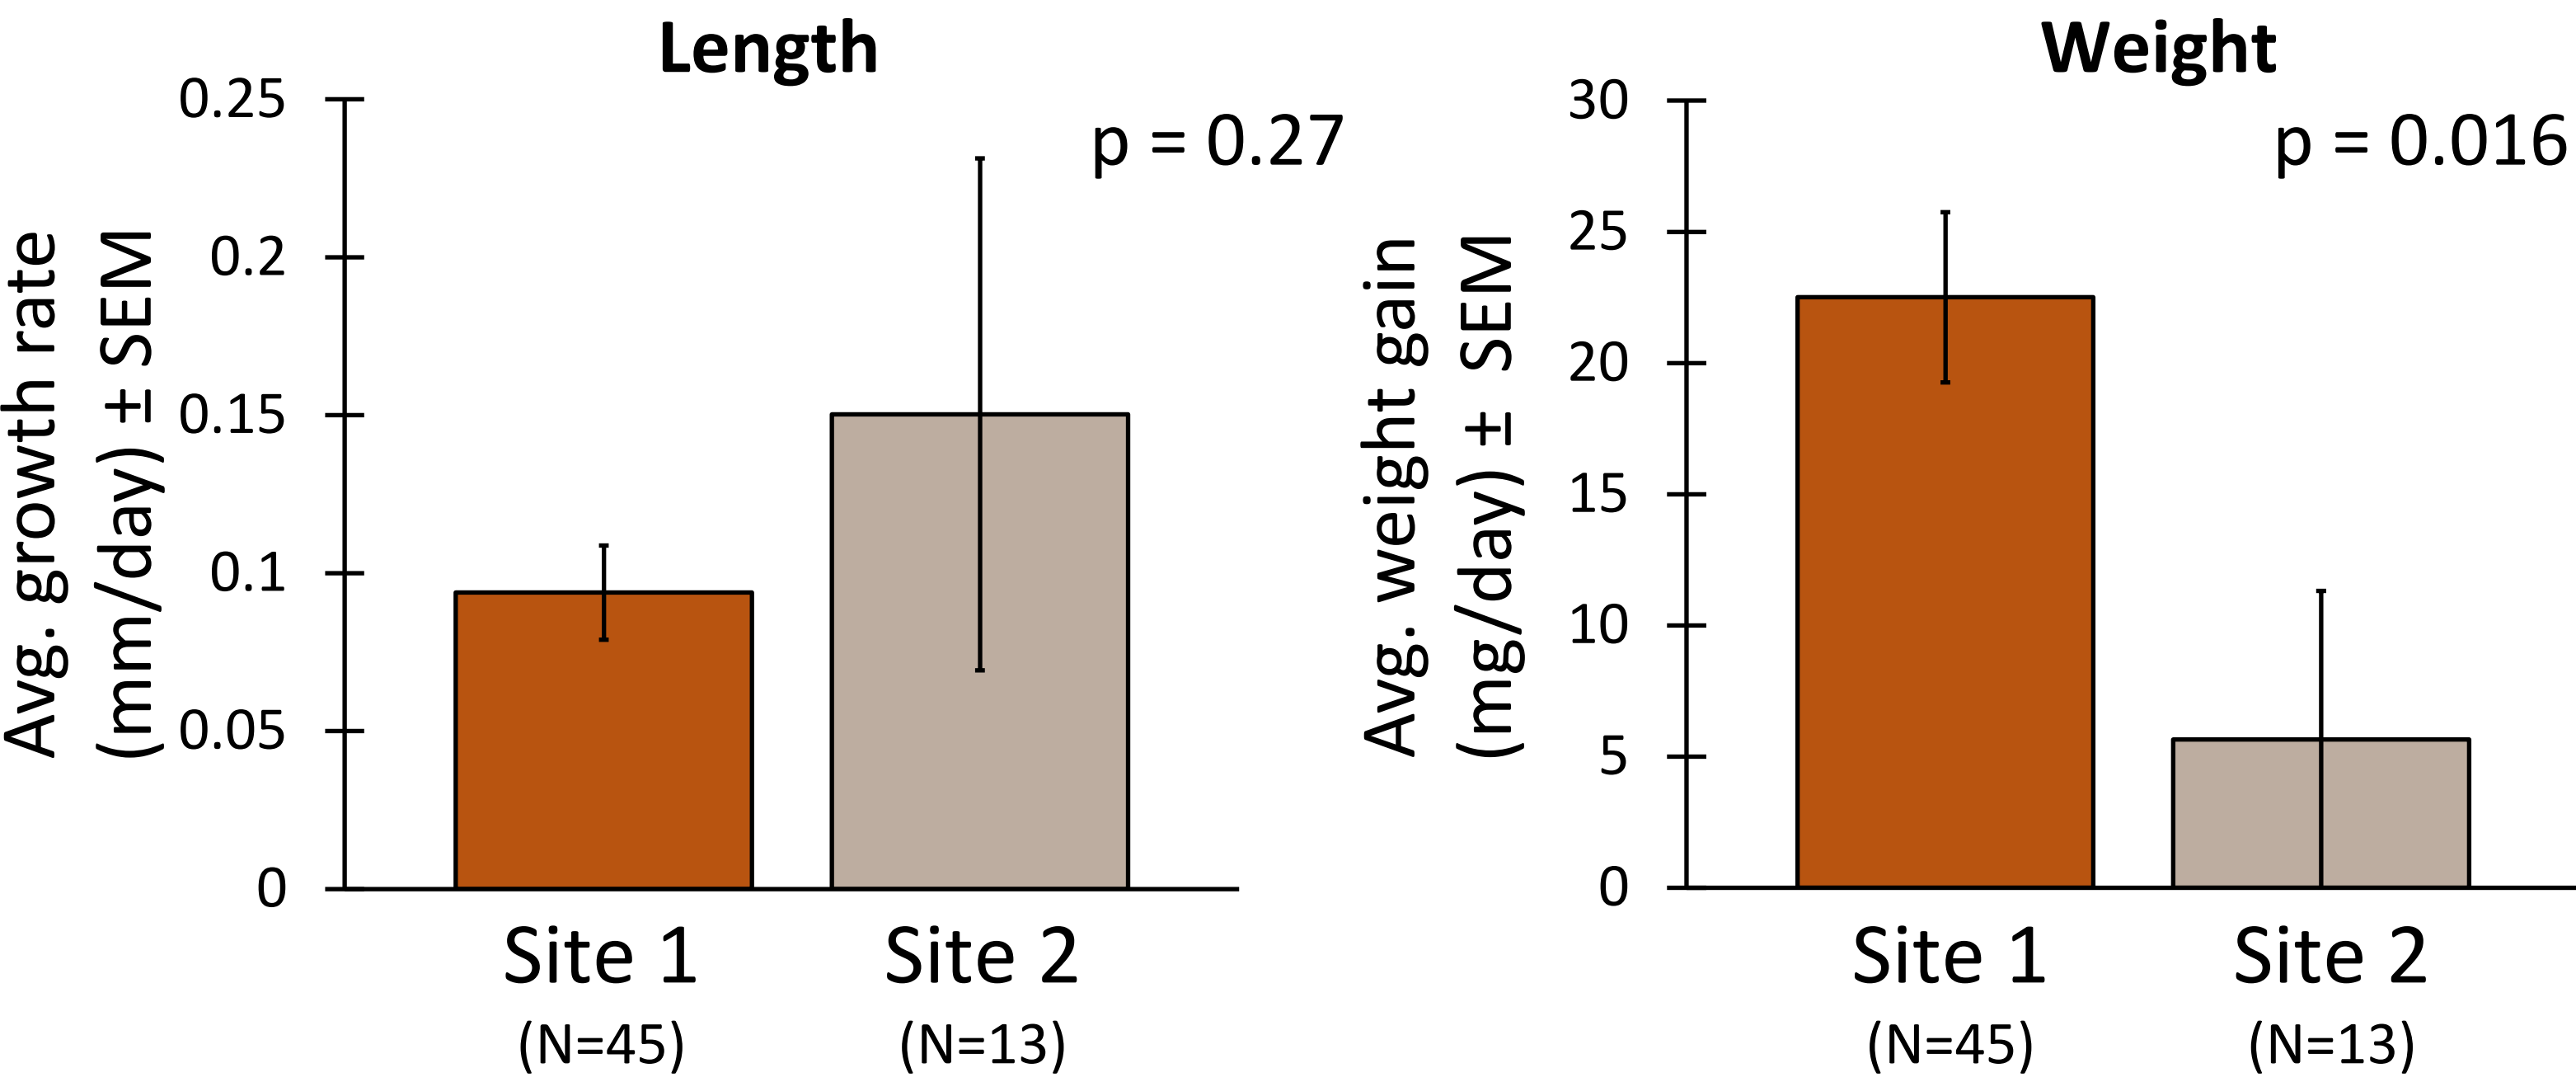 Length
p = 0.27
Avg. growth rate
(mm/day) ± SEM
0.25
0.2
0.15
0.1
0.05
0
Site 1
(N=45)
Site 2
(N=13)
Weight
p = 0.016
Avg. weight gain
(mg/day) ± SEM
30
25
20
15
10
5
0
Site 1
(N=45)
Site 2
(N=13)